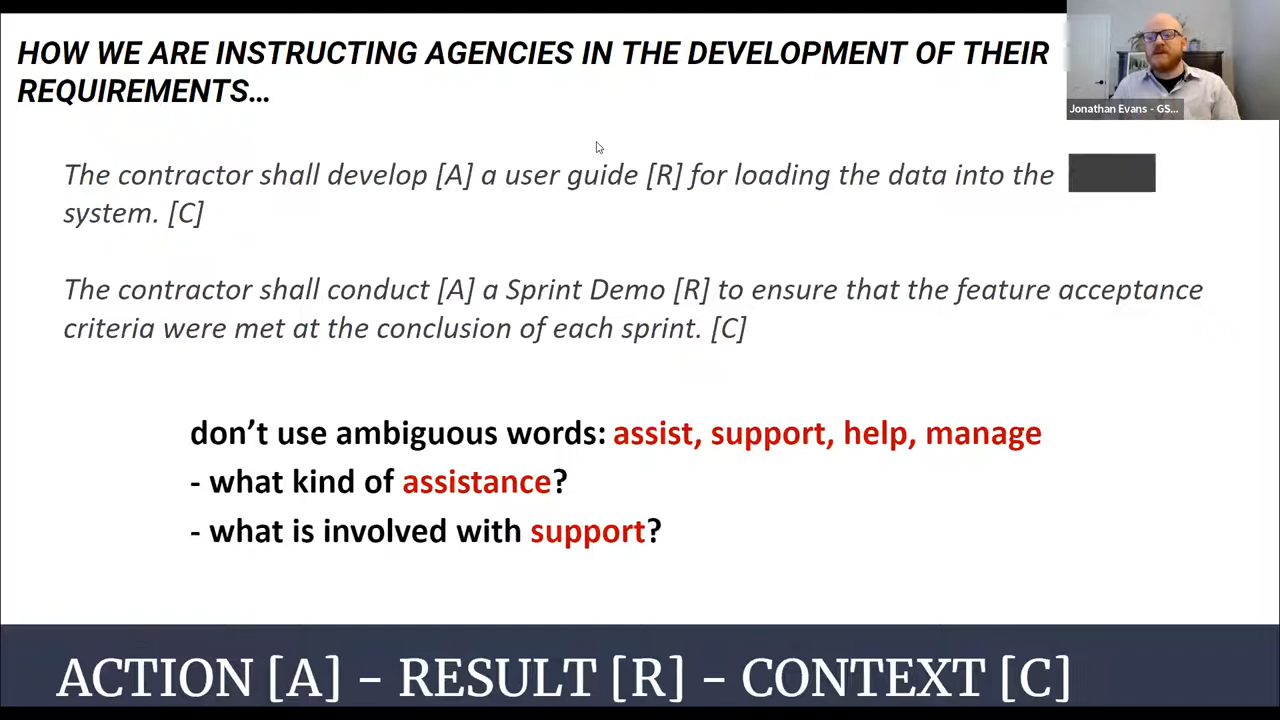 HOW WE ARE INSTRUCTING AGENCIES IN THE DEVELOPMENT OF THEIR
REQUIREMENTS…
Jonathan Evans - GS...
The contractor shall develop [A] a user guide [R] for loading the data into the
system. [C]
The contractor shall conduct [A] a Sprint Demo [R] to ensure that the feature acceptance
criteria were met at the conclusion of each sprint. [C]
don’t use ambiguous words: assist, support, help, manage
- what kind of assistance?
- what is involved with support?
ACTION [A] – RESULT [R] – CONTEXT [C]